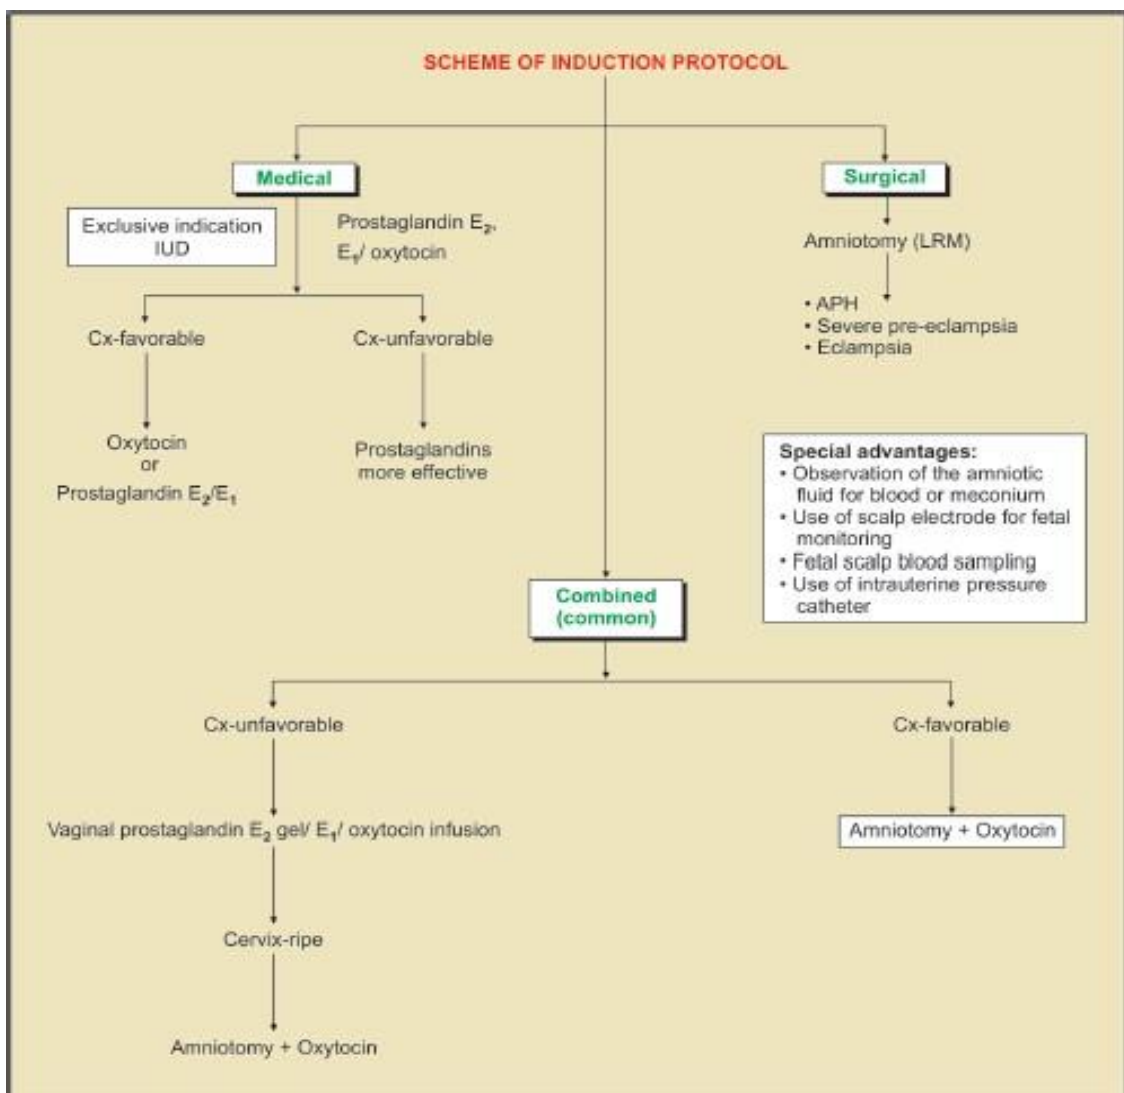 SCHEME OF INDUCTION PROTOCOL
Medical
Exclusive indication
IUD
Prostaglandin E₂,
E₁/ oxytocin
Cx-favorable
Cx-unfavorable
Oxytocin
or
Prostaglandin E₂/E₁
Prostaglandins
more effective
Surgical
Amniotomy (LRM)
• APH
• Severe pre-eclampsia
• Eclampsia
Special advantages:
• Observation of the amniotic
fluid for blood or meconium
• Use of scalp electrode for fetal
monitoring
• Fetal scalp blood sampling
• Use of intrauterine pressure
catheter
Combined
(common)
Cx-unfavorable
Vaginal prostaglandin E₂ gel/ E₁/ oxytocin infusion
Cervix-ripe
Amniotomy + Oxytocin
Cx-favorable
Amniotomy + Oxytocin